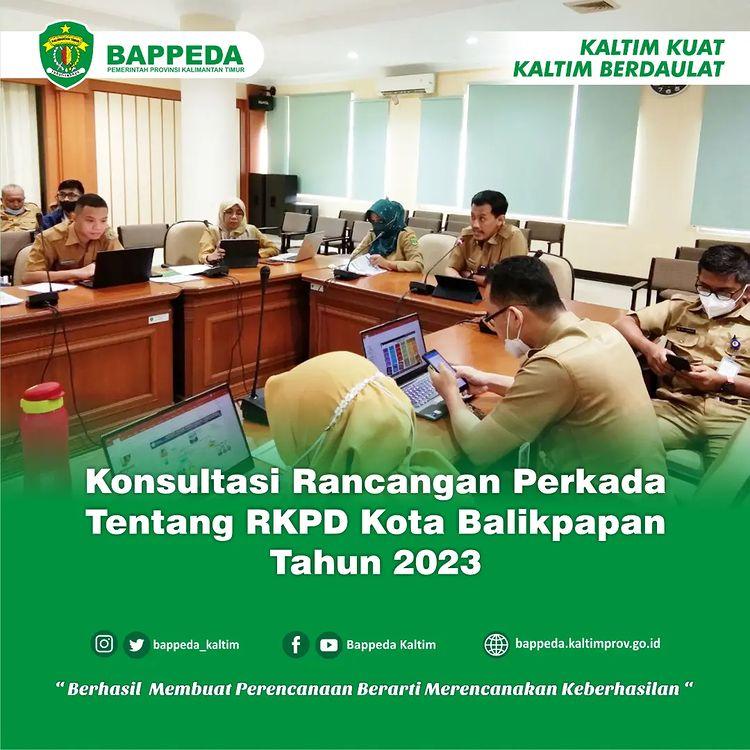 BAPPEDA
PEMERINTAH PROVINSI KALIMANTAN TIMUR
KALTIM KUAT
KALTIM BERDAULAT
Konsultasi Rancangan Perkada
Tentang RKPD Kota Balikpapan
Tahun 2023
bappeda_kaltim
Bappeda Kaltim
bappeda.kaltimprov.go.id
“ Berhasil Membuat Perencanaan Berarti Merencanakan Keberhasilan “